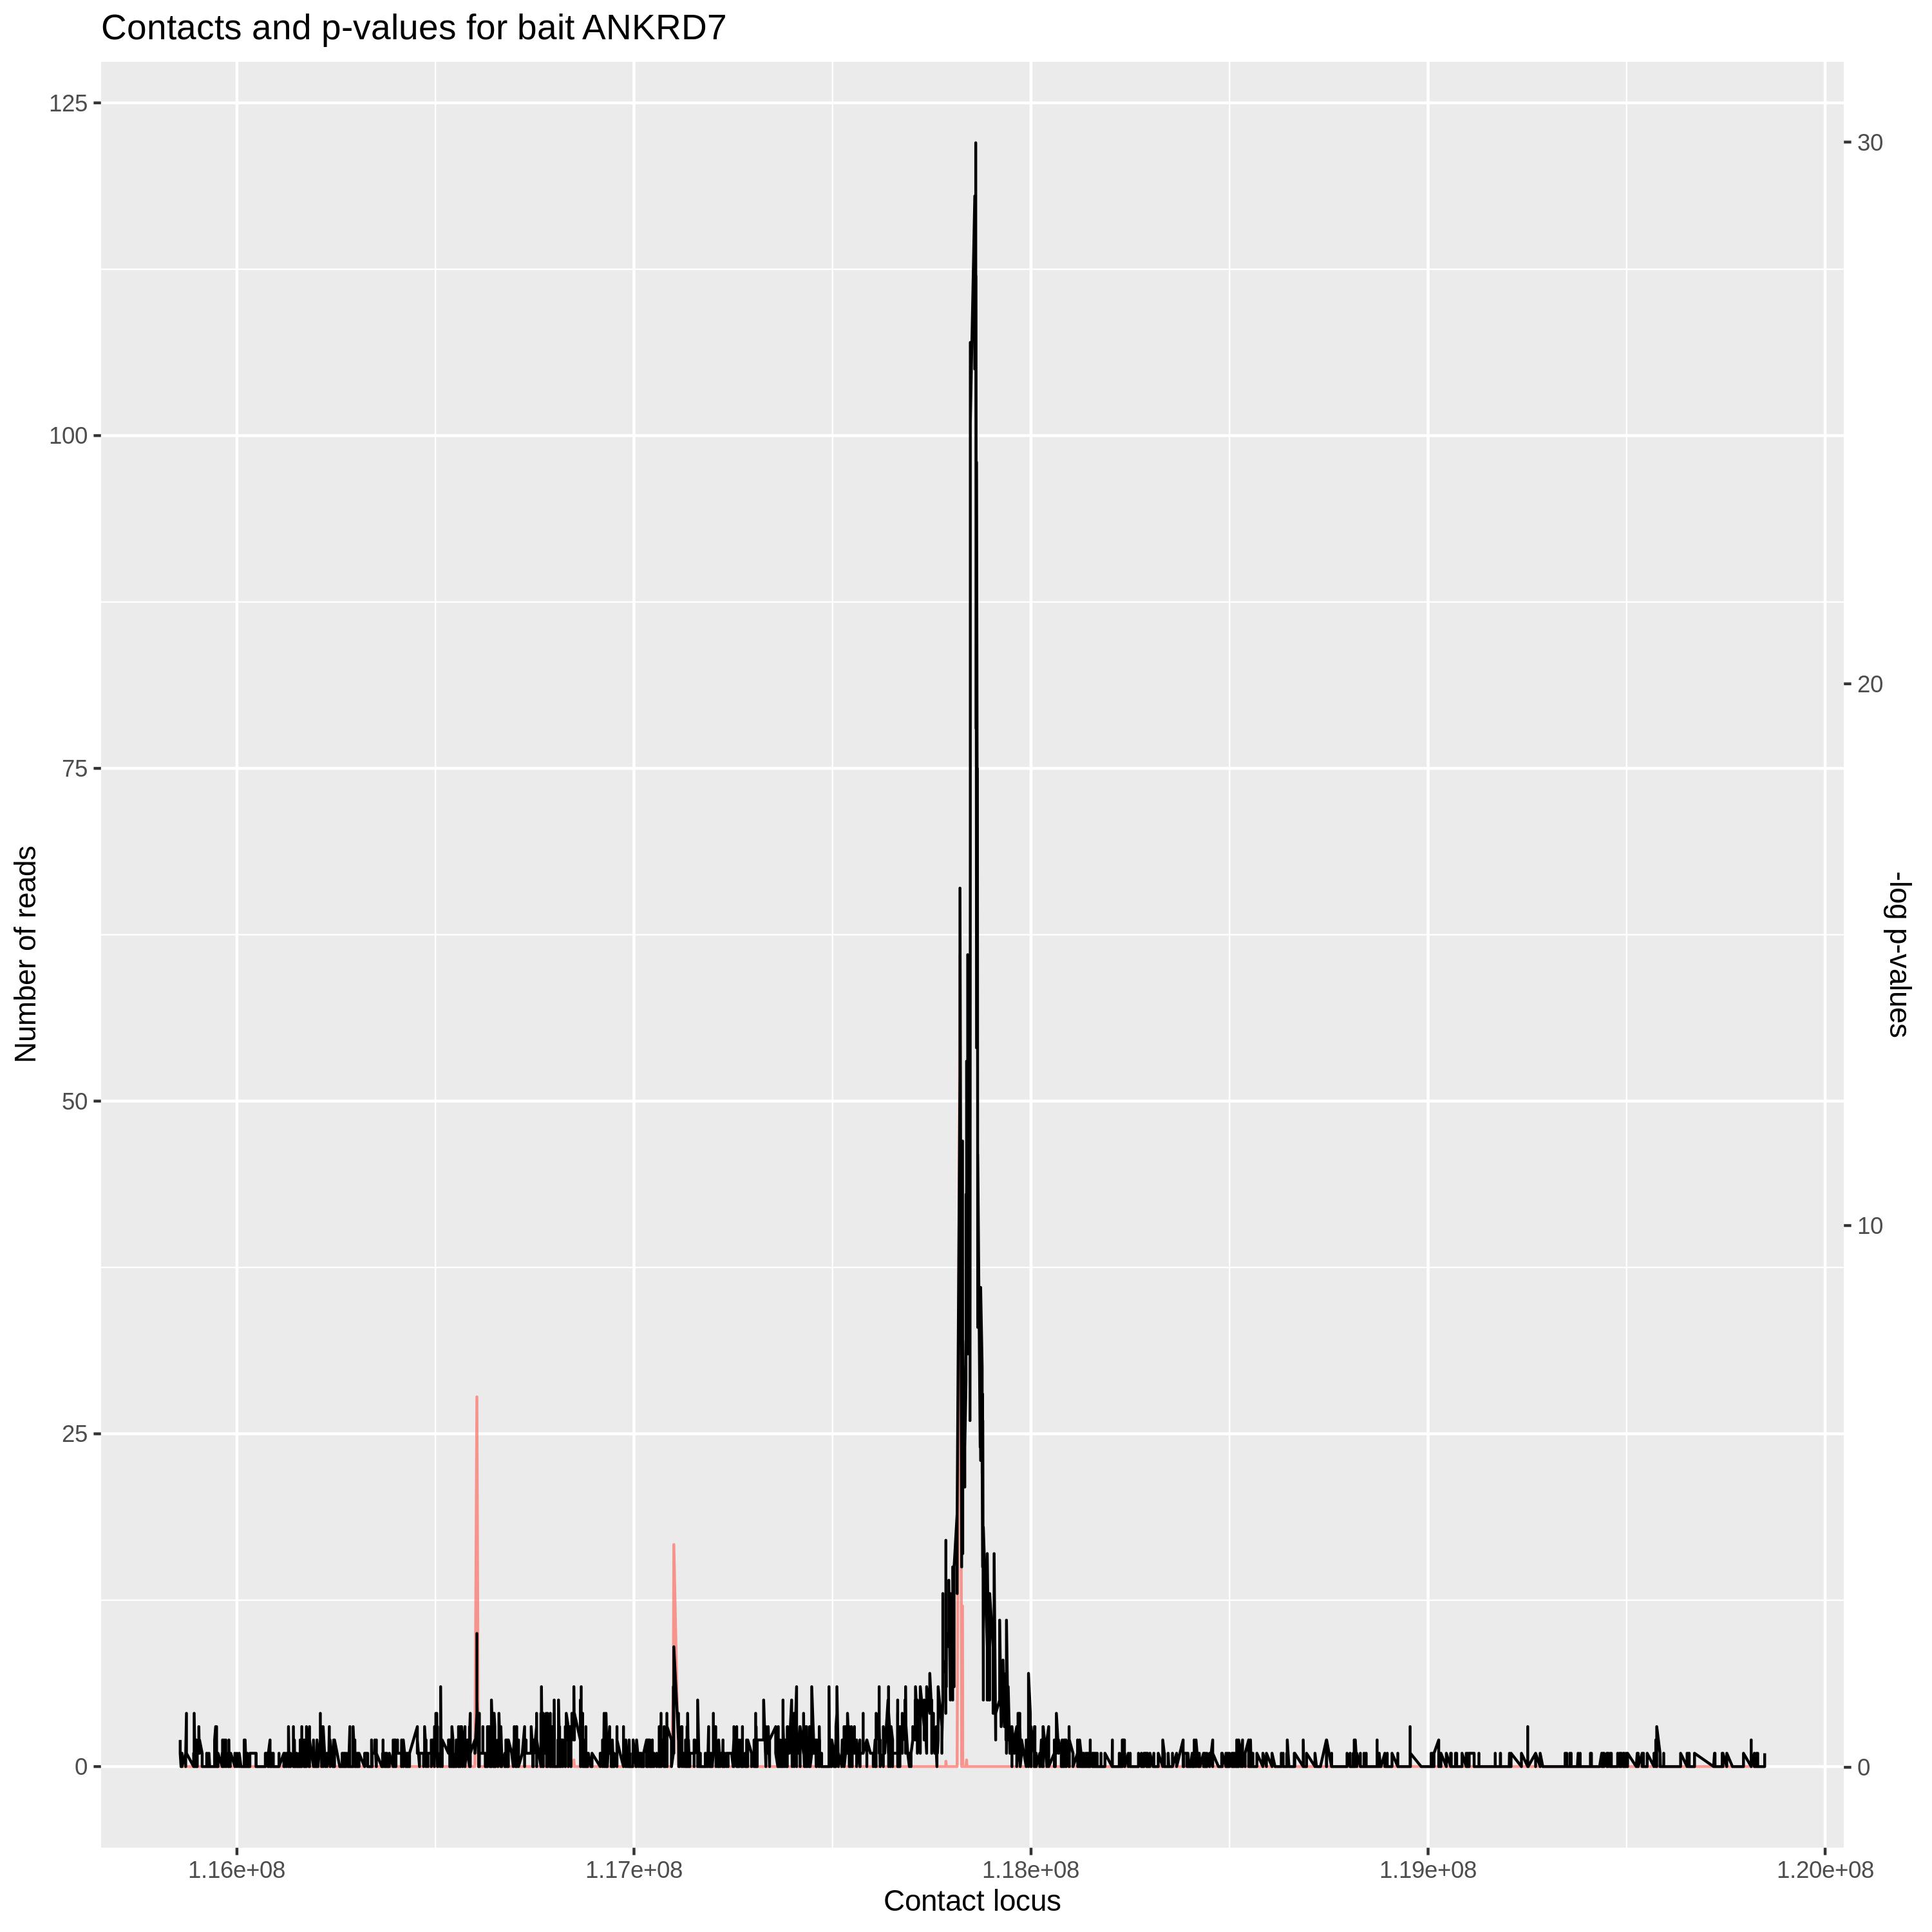 Contacts and p-values for bait ANKRD7
125
100
75
50
25
0
Number of reads
30
20
10
0
-log p-values
1.16e+08
1.17e+08
1.18e+08
1.19e+08
1.20e+08
Contact locus